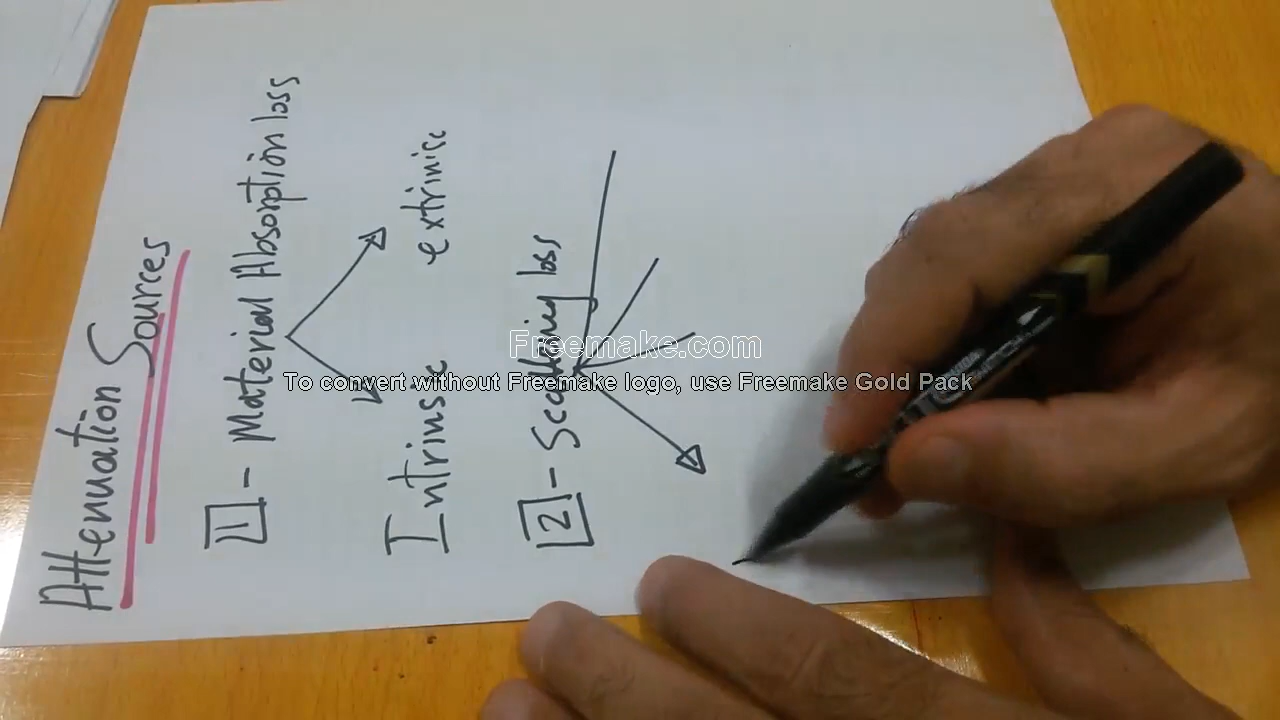 Attenuation Sources
1 - Material Absorption loss
Intrinsic extrinicc
2 - Scattering loss
Freemake.com
To convert without Freemake logo, use Freemake Gold Pack